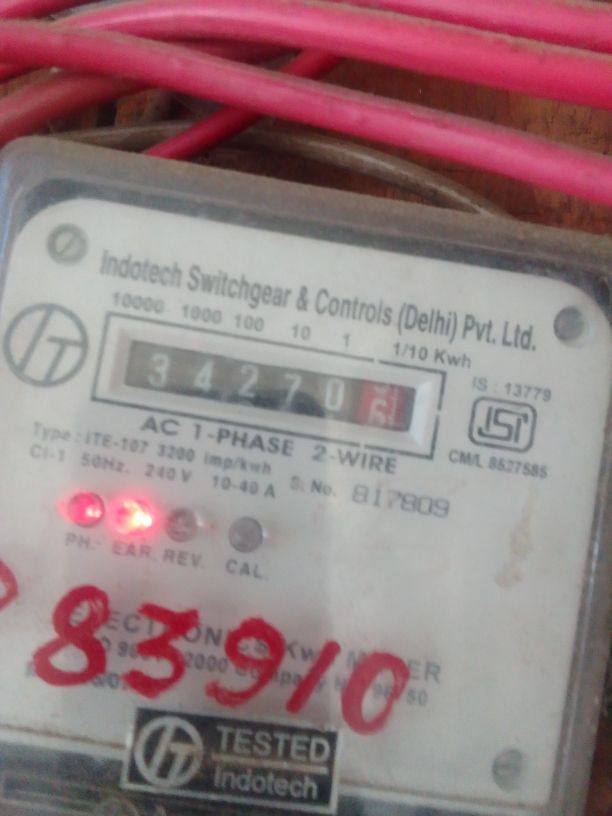 Indotech Switchgear & Controls (Delhi) Pvt. Ltd.
10000 1000 100 10 1 1/10 Kwh
3 4 2 7 0
IS : 13779
ISI
CM/L 8527585
AC 1-PHASE 2-WIRE
Type : ITE-107 3200 imp/kwh
Cl-1 50Hz. 240 V 10-40 A S. No. 817809
PH. EAR. REV. CAL.
83910
TESTED
Indotech